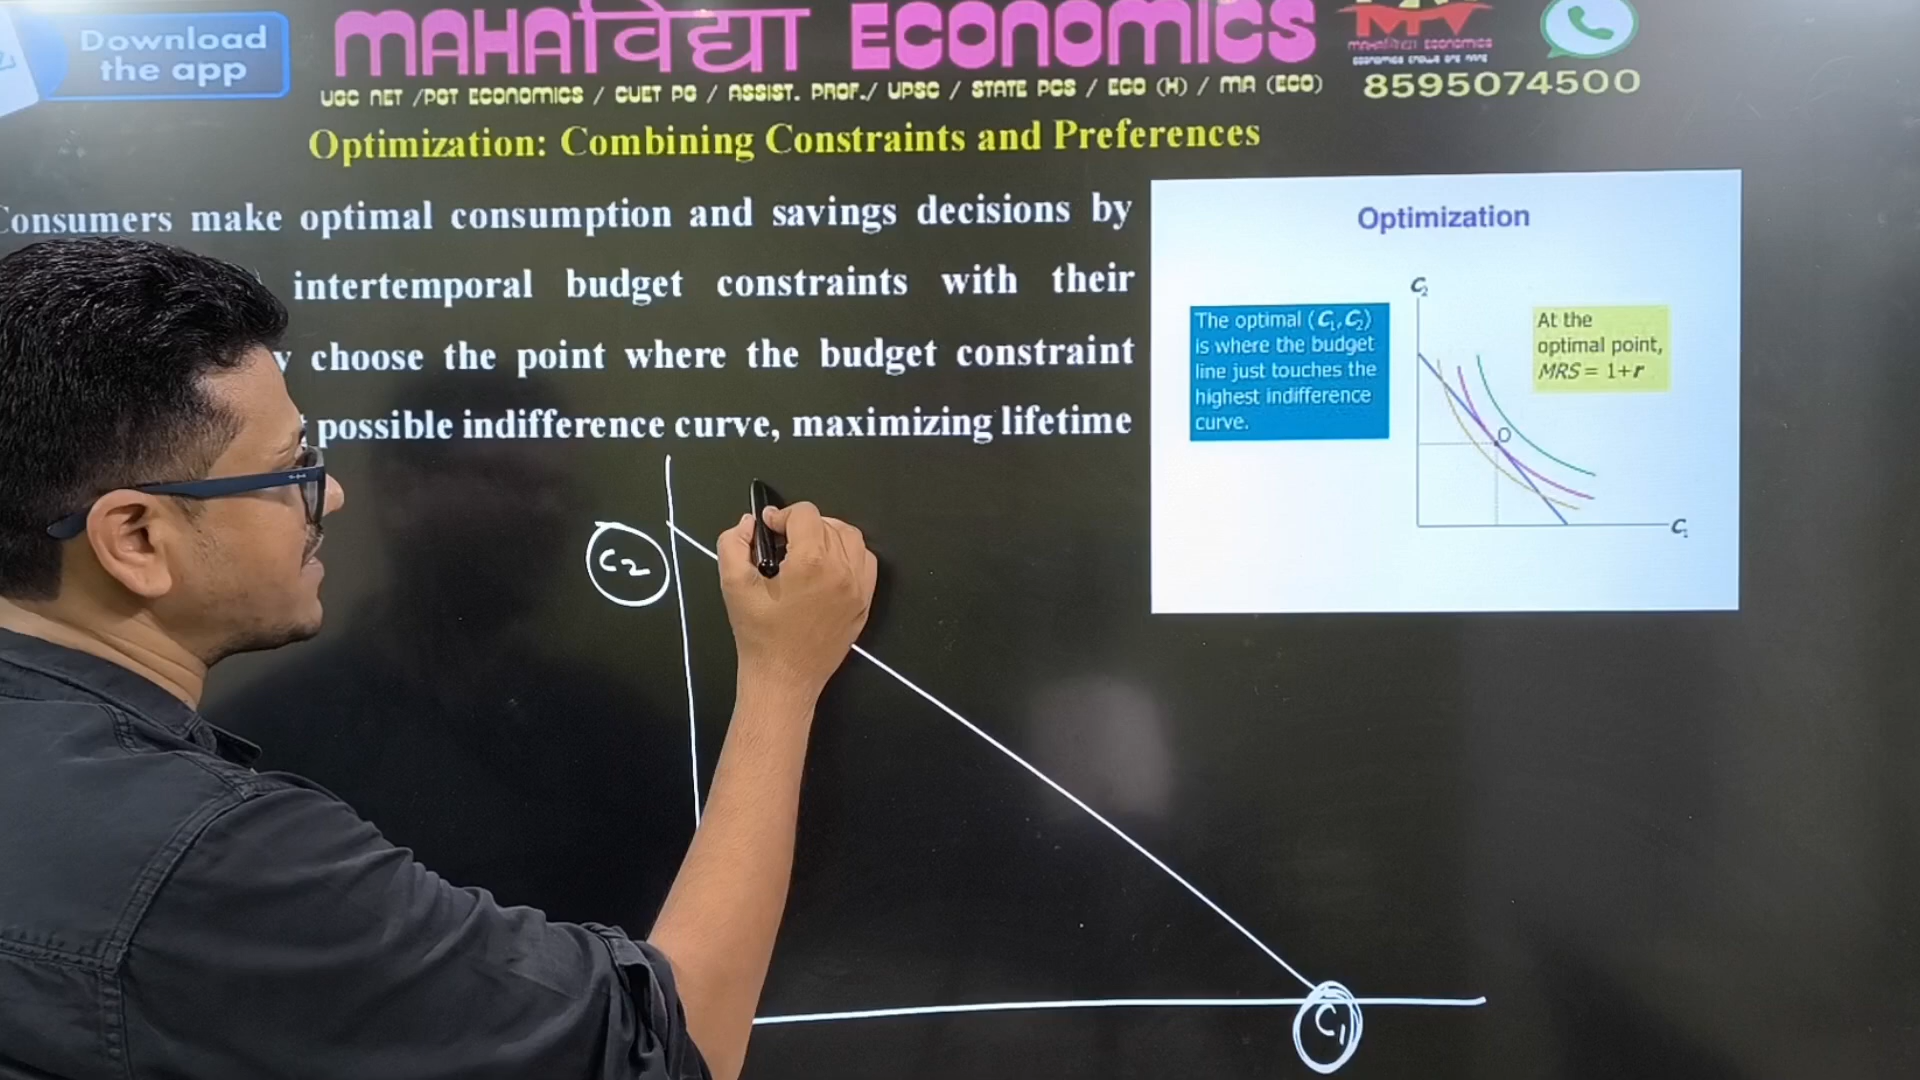 Download
the app
MAHAविद्या ECONOMICS
UGC NET /PGT ECONOMICS / CUET PG / ASSIST. PROF./ UPSC / STATE PCS / ECO (H) / MA (ECO)
MAHAविद्या ECONOMICS
8595074500
Optimization: Combining Constraints and Preferences
Consumers make optimal consumption and savings decisions by
intertemporal budget constraints with their
choose the point where the budget constraint
possible indifference curve, maximizing lifetime
Optimization
C₂
The optimal (C₁,C₂)
is where the budget
line just touches the
highest indifference
curve.
At the
optimal point,
MRS = 1+r
O
C₁
C2
C1